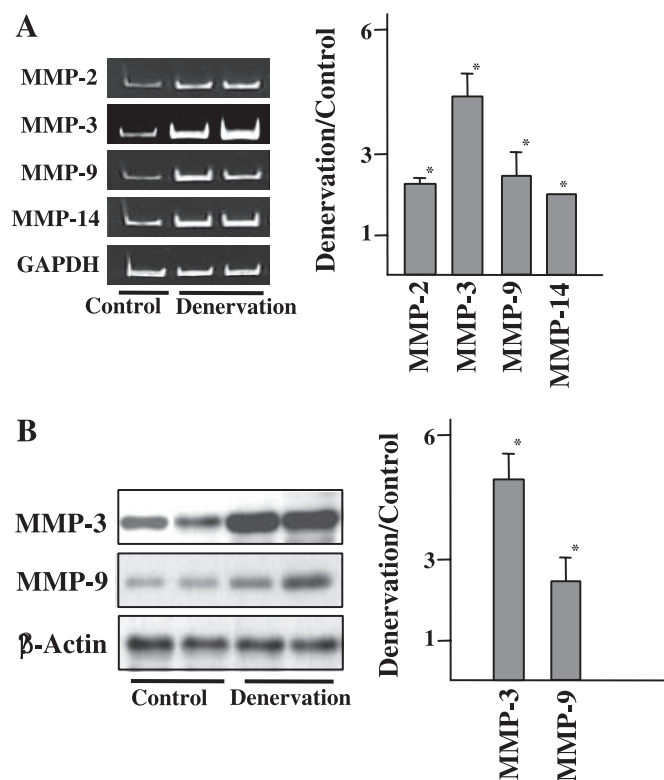 A
MMP-2
MMP-3
MMP-9
MMP-14
GAPDH
Control Denervation
Denervation/Control
6
3
1
*
*
*
*
MMP-2
MMP-3
MMP-9
MMP-14
B
MMP-3
MMP-9
β-Actin
Control Denervation
Denervation/Control
6
3
1
*
*
MMP-3
MMP-9